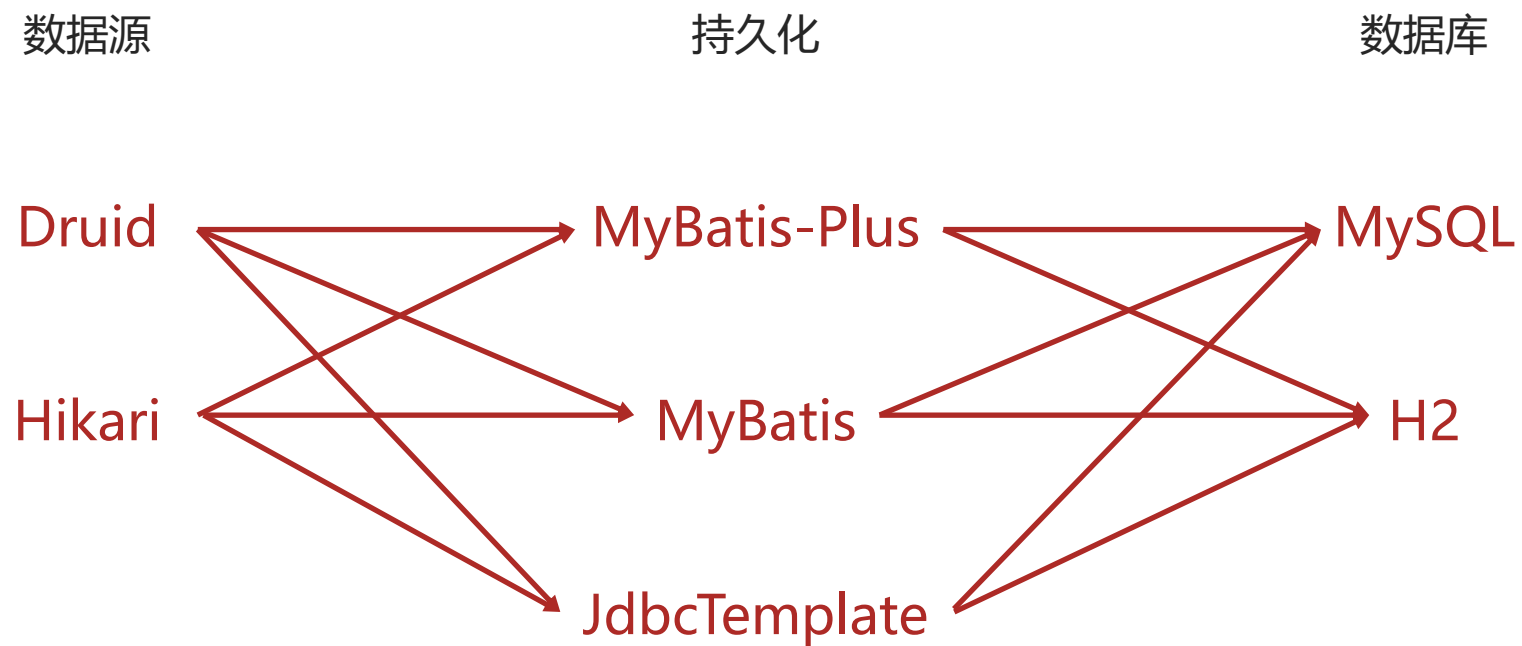 数据源 持久化 数据库
Druid MyBatis-Plus MySQL
Hikari MyBatis H2
JdbcTemplate